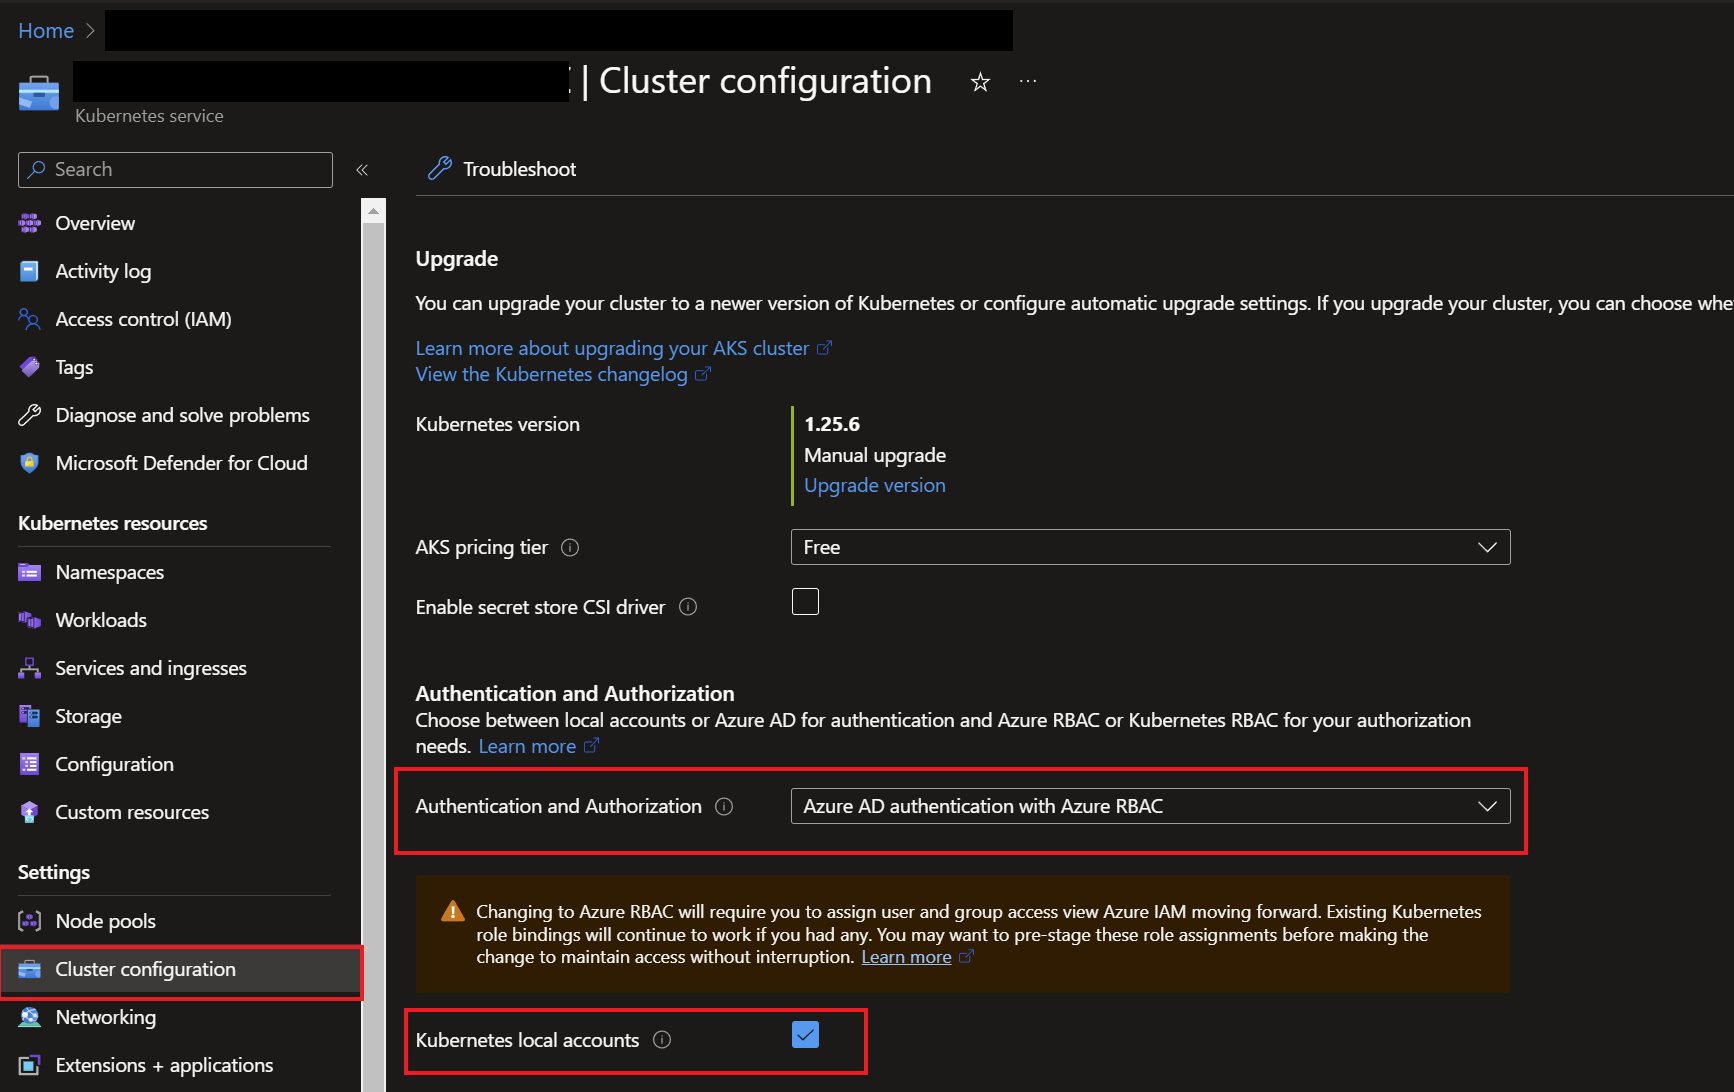 Home
| Cluster configuration
Kubernetes service
Search
Troubleshoot
Overview
Activity log
Access control (IAM)
Tags
Diagnose and solve problems
Microsoft Defender for Cloud
Kubernetes resources
Namespaces
Workloads
Services and ingresses
Storage
Configuration
Custom resources
Settings
Node pools
Cluster configuration
Networking
Extensions + applications
Upgrade
You can upgrade your cluster to a newer version of Kubernetes or configure automatic upgrade settings. If you upgrade your cluster, you can choose
Learn more about upgrading your AKS cluster
View the Kubernetes changelog
Kubernetes version
1.25.6
Manual upgrade
Upgrade version
AKS pricing tier
Free
Enable secret store CSI driver
Authentication and Authorization
Choose between local accounts or Azure AD for authentication and Azure RBAC or Kubernetes RBAC for your authorization
needs. Learn more
Authentication and Authorization
Azure AD authentication with Azure RBAC
Changing to Azure RBAC will require you to assign user and group access view Azure IAM moving forward. Existing Kubernetes
role bindings will continue to work if you had any. You may want to pre-stage these role assignments before making the
change to maintain access without interruption. Learn more
Kubernetes local accounts